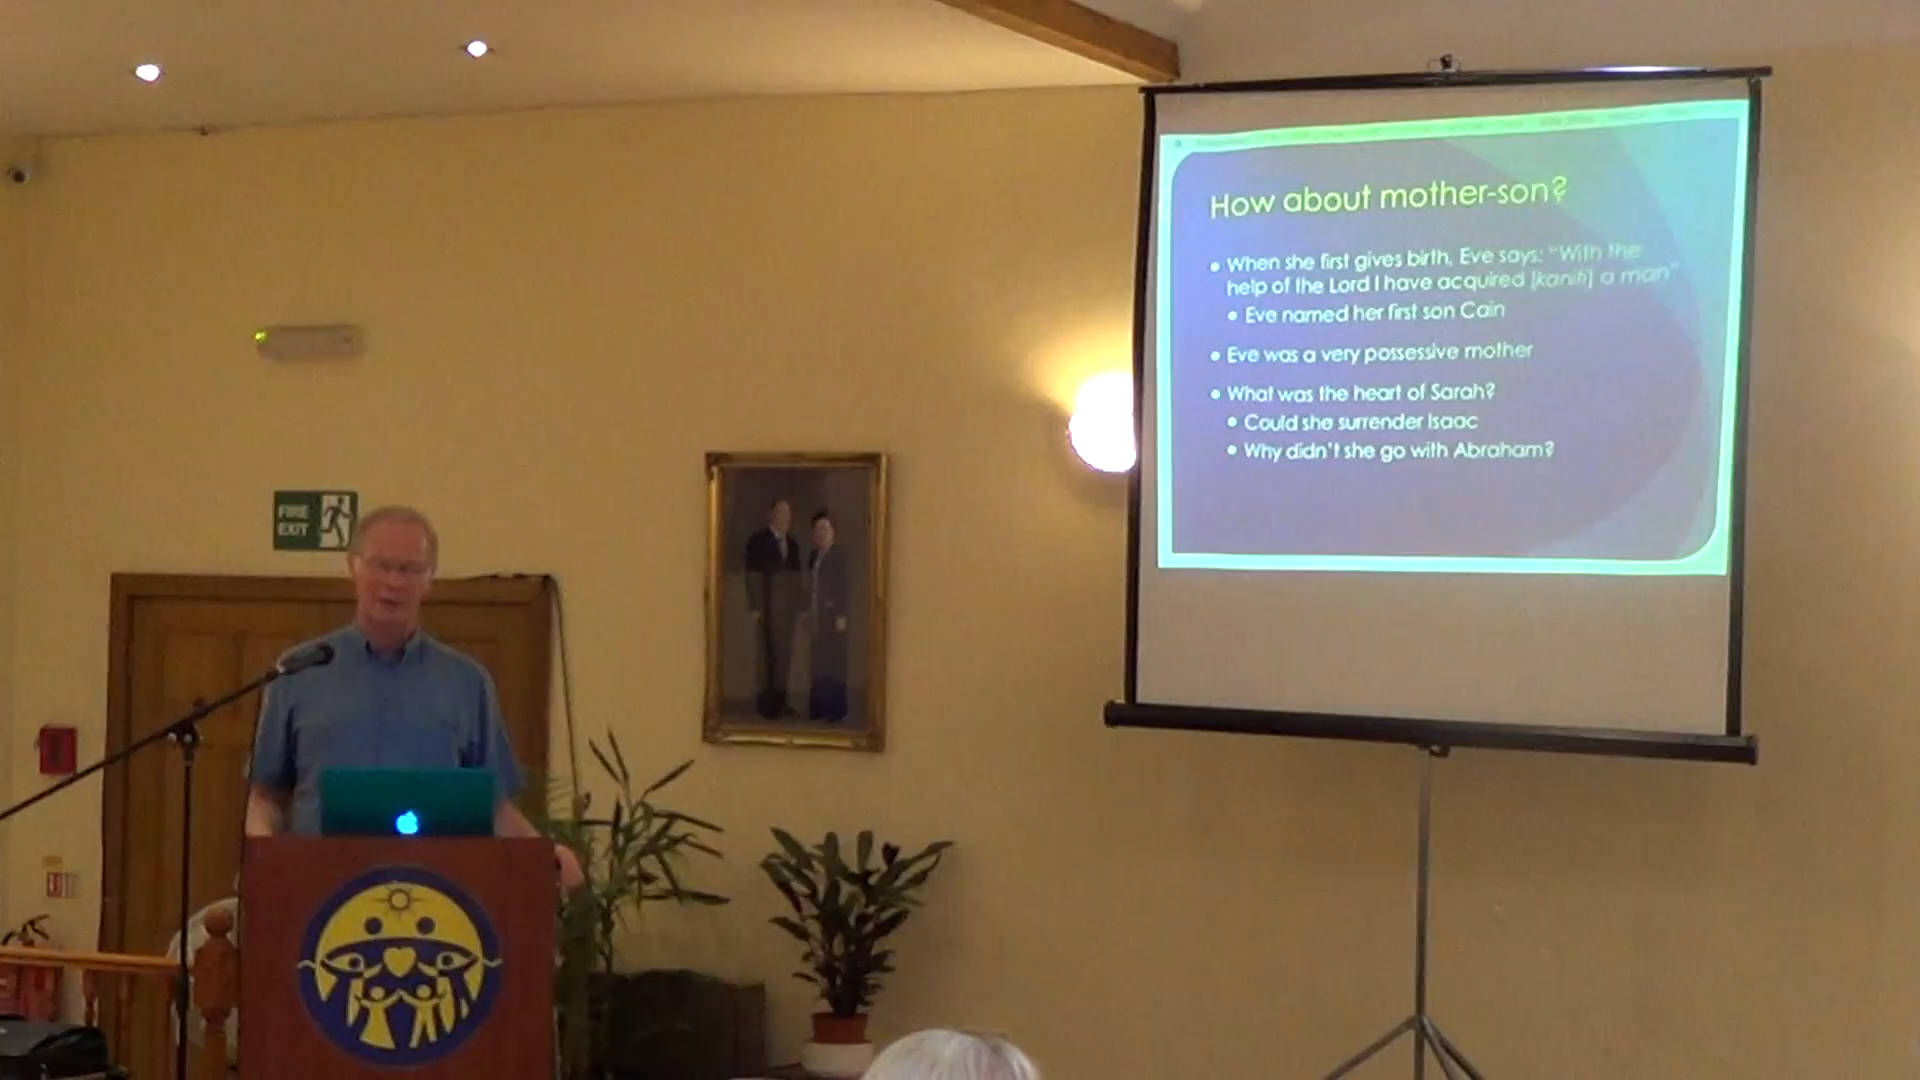 How about mother-son?
• When she first gives birth, Eve says: "With the
help of the Lord I have acquired [kaniti] a man"
• Eve named her first son Cain
• Eve was a very possessive mother
• What was the heart of Sarah?
• Could she surrender Isaac
• Why didn't she go with Abraham?
FIRE
EXIT